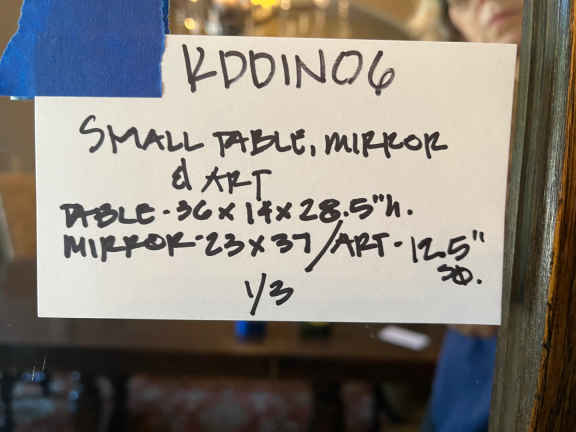 KDDIN06
SMALL TABLE, MIRROR
& ART
TABLE - 36 x 14 x 28.5" h.
MIRROR - 23 x 37 / ART - 12.5"
SQ.
1/3